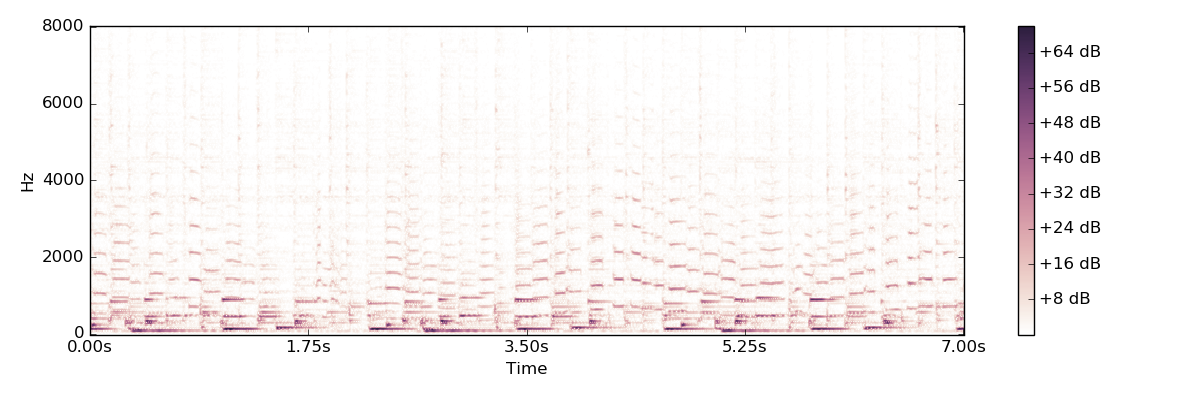 8000
6000
4000
2000
0
Hz
0.00s 1.75s 3.50s 5.25s 7.00s
Time
+64 dB
+56 dB
+48 dB
+40 dB
+32 dB
+24 dB
+16 dB
+8 dB